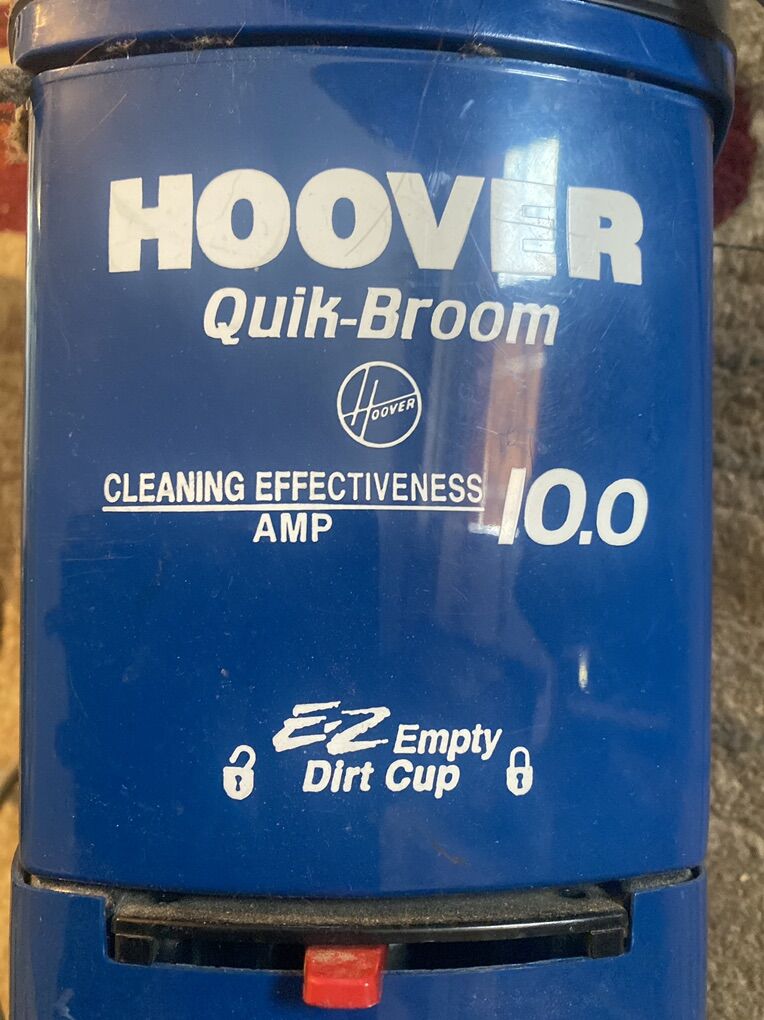 HOOVER
Quik-Broom
HOOVER
CLEANING EFFECTIVENESS 10.0
AMP
E-Z Empty
Dirt Cup